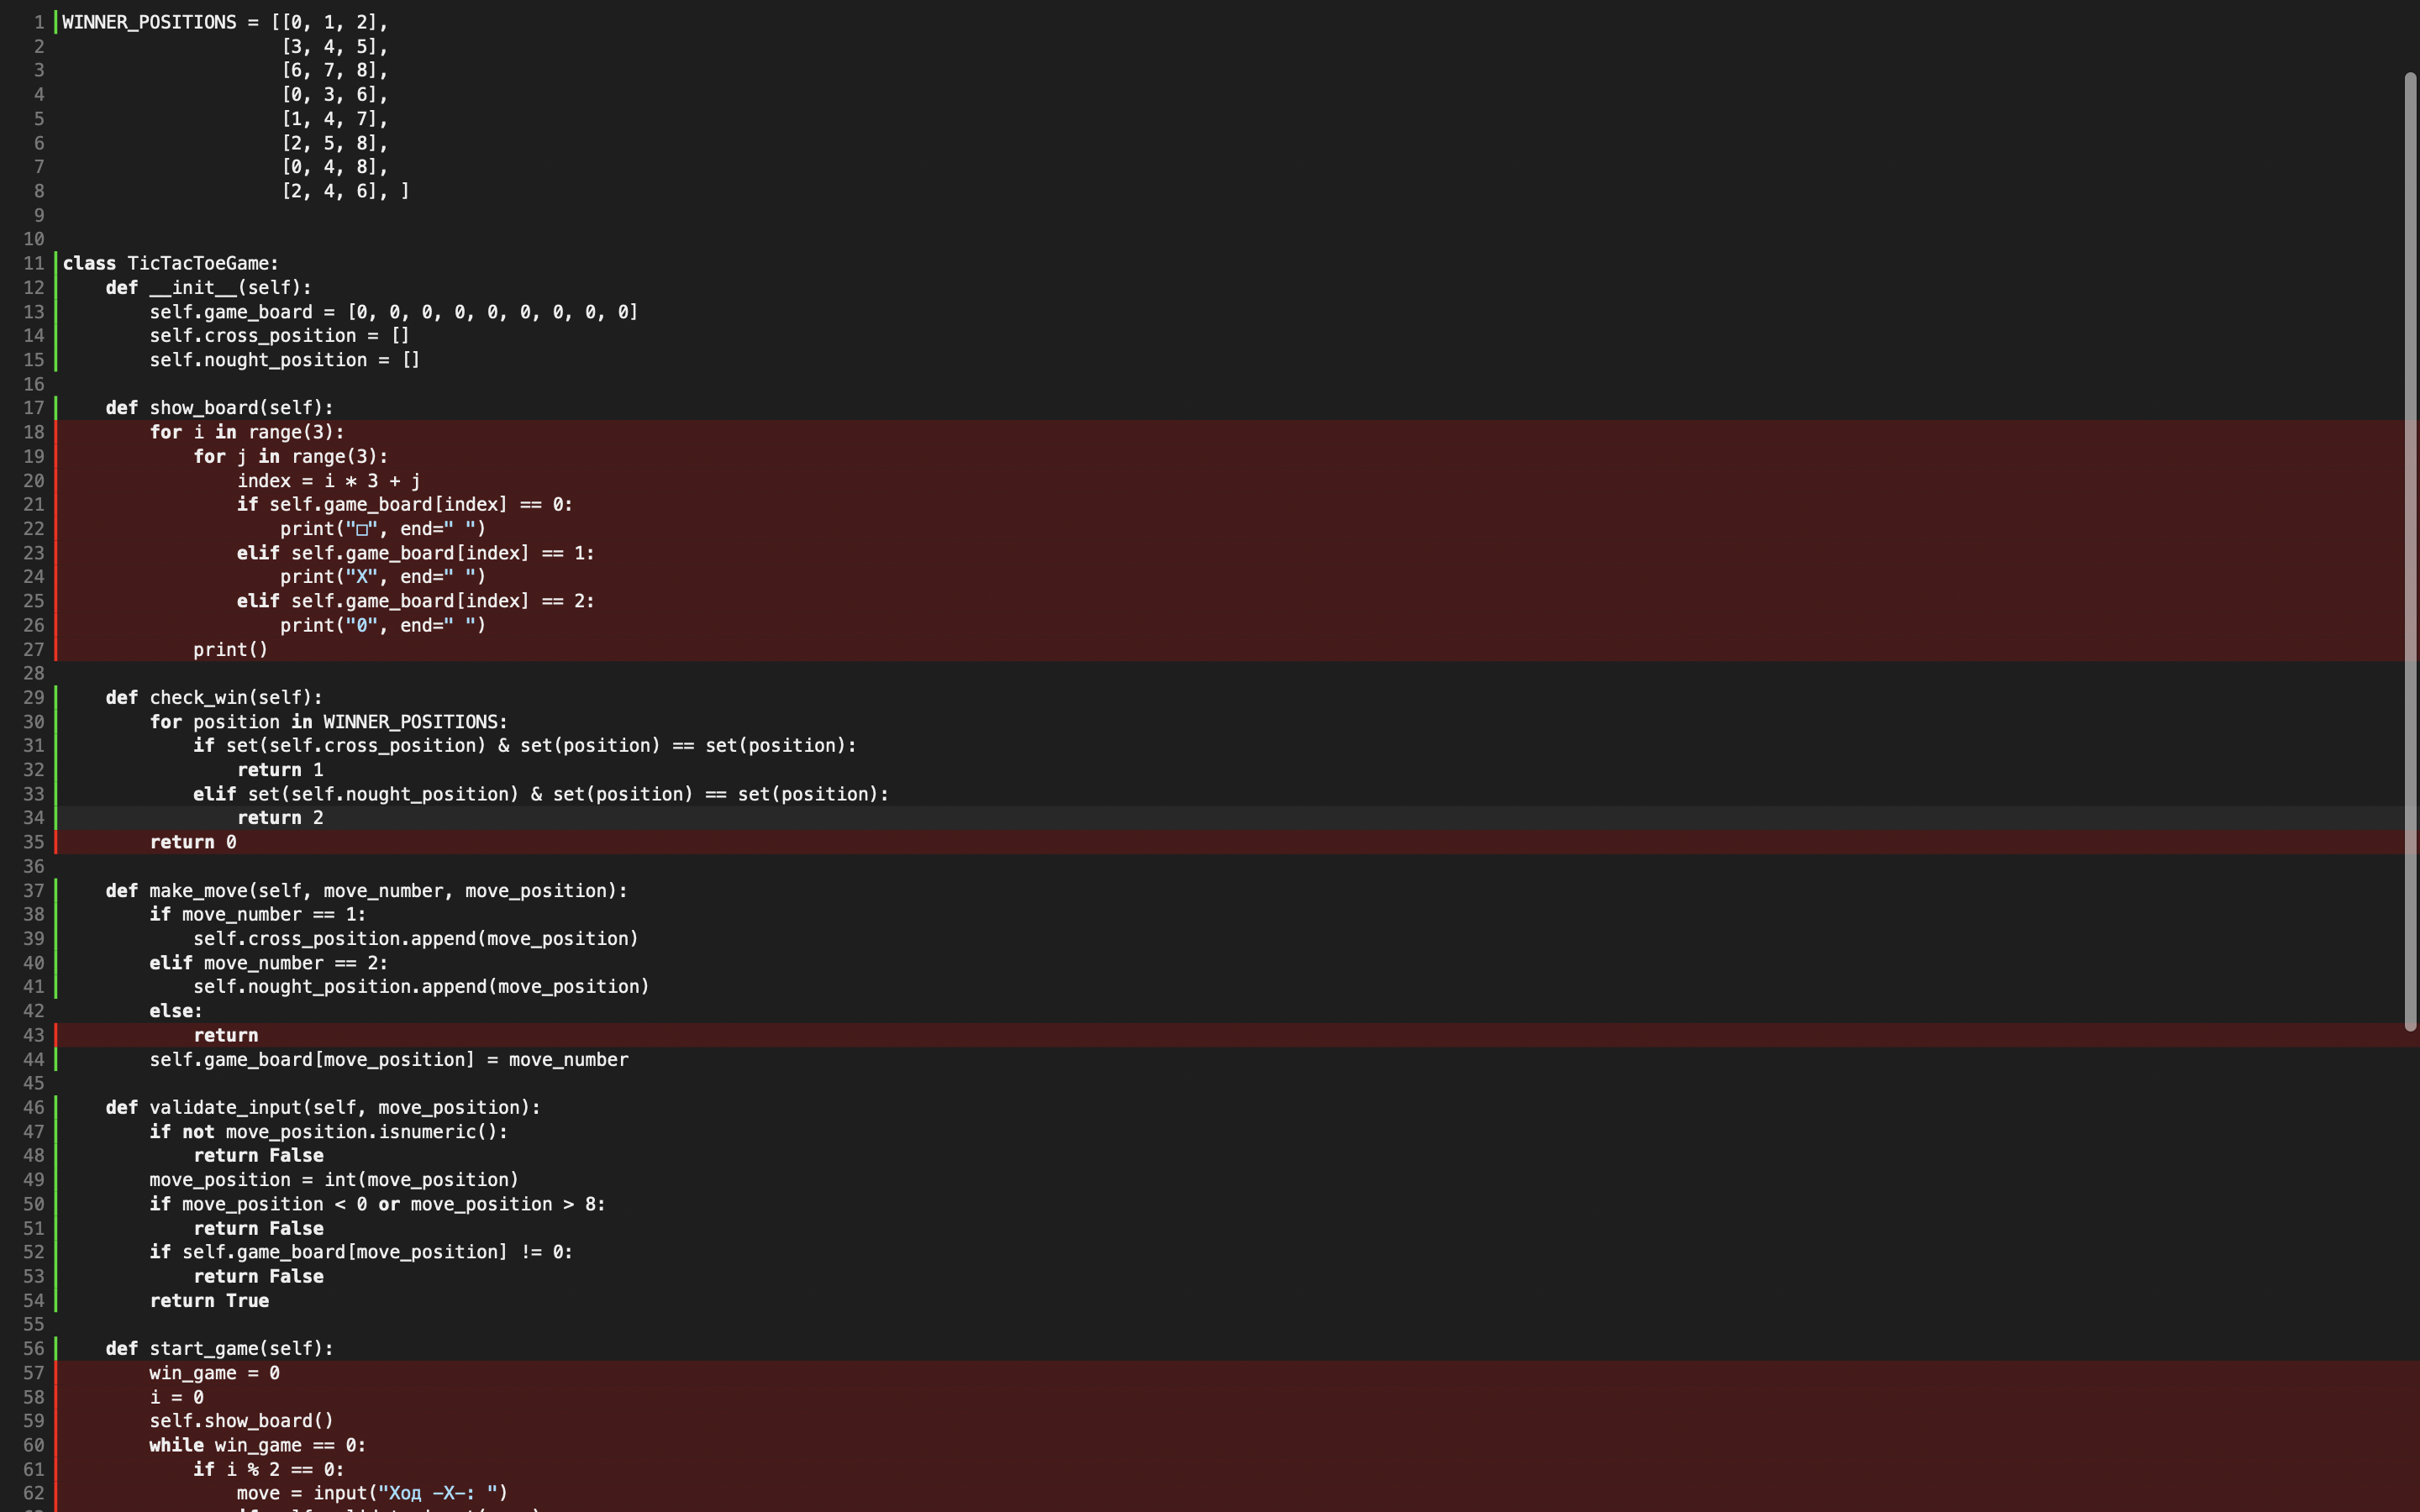 1 WINNER_POSITIONS = [[0, 1, 2],
2 [3, 4, 5],
3 [6, 7, 8],
4 [0, 3, 6],
5 [1, 4, 7],
6 [2, 5, 8],
7 [0, 4, 8],
8 [2, 4, 6], ]
9
10
11 class TicTacToeGame:
12     def __init__(self):
13         self.game_board = [0, 0, 0, 0, 0, 0, 0, 0, 0]
14         self.cross_position = []
15         self.nought_position = []
16
17     def show_board(self):
18         for i in range(3):
19             for j in range(3):
20                 index = i * 3 + j
21                 if self.game_board[index] == 0:
22                     print("□", end=" ")
23                 elif self.game_board[index] == 1:
24                     print("X", end=" ")
25                 elif self.game_board[index] == 2:
26                     print("0", end=" ")
27             print()
28
29     def check_win(self):
30         for position in WINNER_POSITIONS:
31             if set(self.cross_position) & set(position) == set(position):
32                 return 1
33             elif set(self.nought_position) & set(position) == set(position):
34                 return 2
35         return 0
36
37     def make_move(self, move_number, move_position):
38         if move_number == 1:
39             self.cross_position.append(move_position)
40         elif move_number == 2:
41             self.nought_position.append(move_position)
42         else:
43             return
44         self.game_board[move_position] = move_number
45
46     def validate_input(self, move_position):
47         if not move_position.isnumeric():
48             return False
49         move_position = int(move_position)
50         if move_position < 0 or move_position > 8:
51             return False
52         if self.game_board[move_position] != 0:
53             return False
54         return True
55
56     def start_game(self):
57         win_game = 0
58         i = 0
59         self.show_board()
60         while win_game == 0:
61             if i % 2 == 0:
62                 move = input("Ход -X-: ")